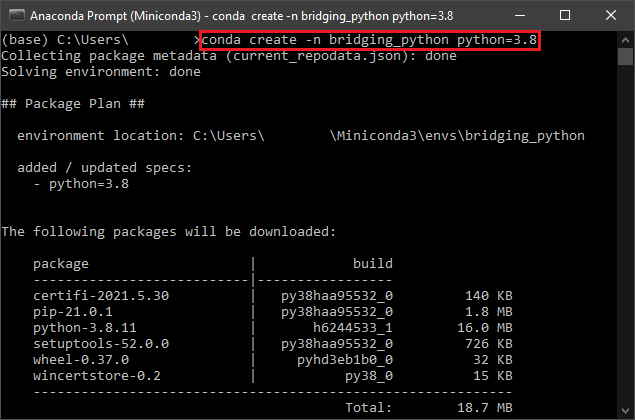 Anaconda Prompt (Miniconda3) - conda  create -n bridging_python python=3.8
(base) C:\Users\        >conda create -n bridging_python python=3.8
Collecting package metadata (current_repodata.json): done
Solving environment: done
## Package Plan ##
  environment location: C:\Users\        \Miniconda3\envs\bridging_python
  added / updated specs:
    - python=3.8
The following packages will be downloaded:
    package                    |            build
    ---------------------------|-----------------
    certifi-2021.5.30          |   py38haa95532_0         140 KB
    pip-21.0.1                 |   py38haa95532_0         1.8 MB
    python-3.8.11              |       h6244533_1        16.0 MB
    setuptools-52.0.0          |   py38haa95532_0         726 KB
    wheel-0.37.0               |     pyhd3eb1b0_0          32 KB
    wincertstore-0.2           |           py38_0          15 KB
    ------------------------------------------------------------
                                           Total:        18.7 MB